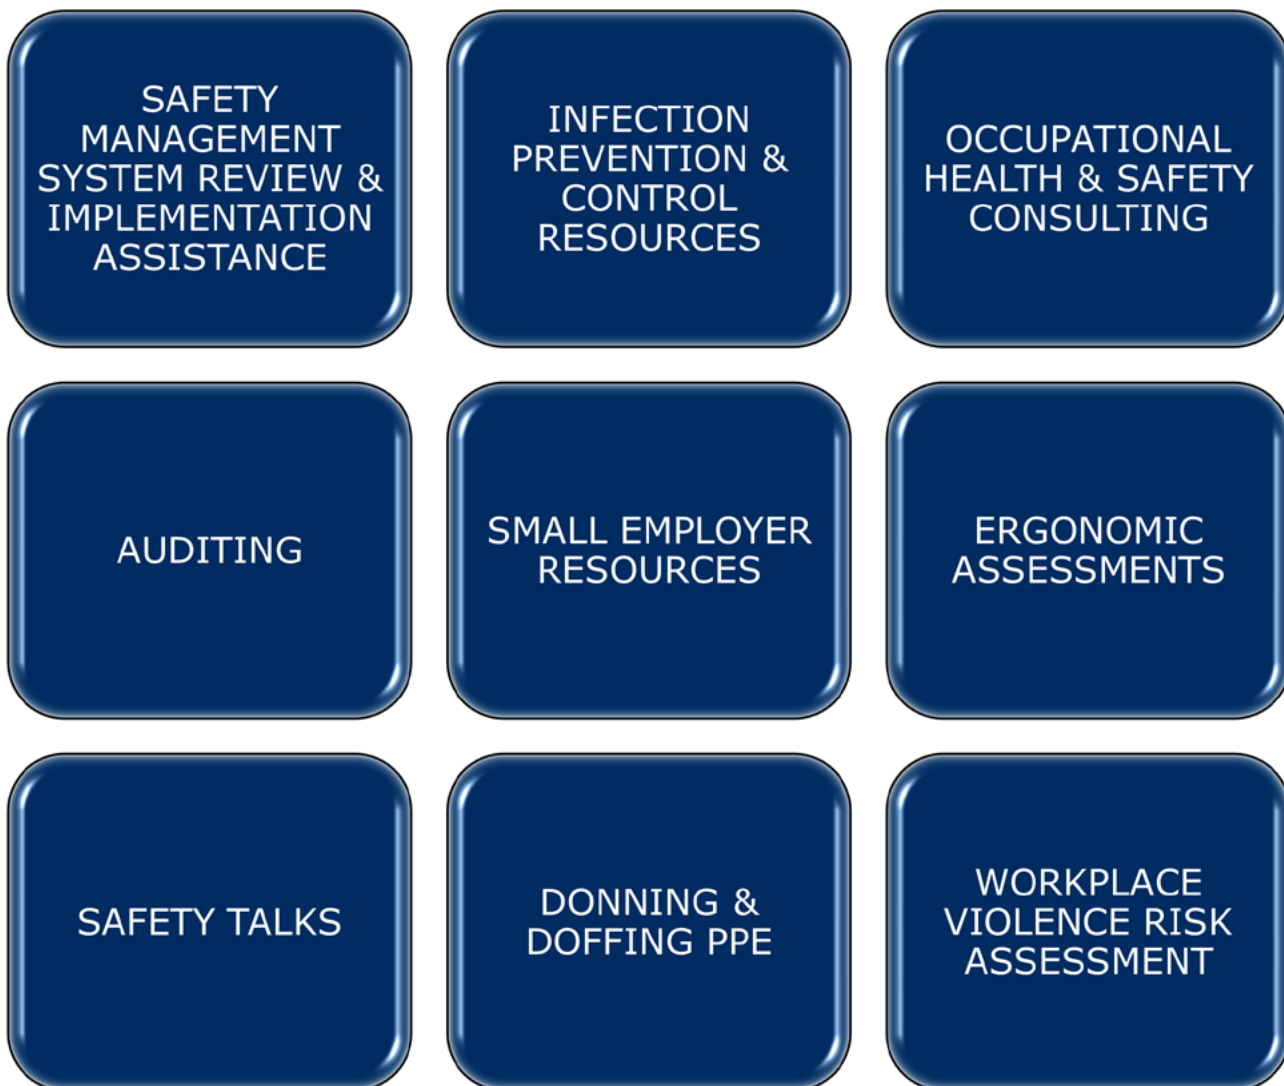 SAFETY
MANAGEMENT
SYSTEM REVIEW &
IMPLEMENTATION
ASSISTANCE
INFECTION
PREVENTION &
CONTROL
RESOURCES
OCCUPATIONAL
HEALTH & SAFETY
CONSULTING
AUDITING
SMALL EMPLOYER
RESOURCES
ERGONOMIC
ASSESSMENTS
SAFETY TALKS
DONNING &
DOFFING PPE
WORKPLACE
VIOLENCE RISK
ASSESSMENT